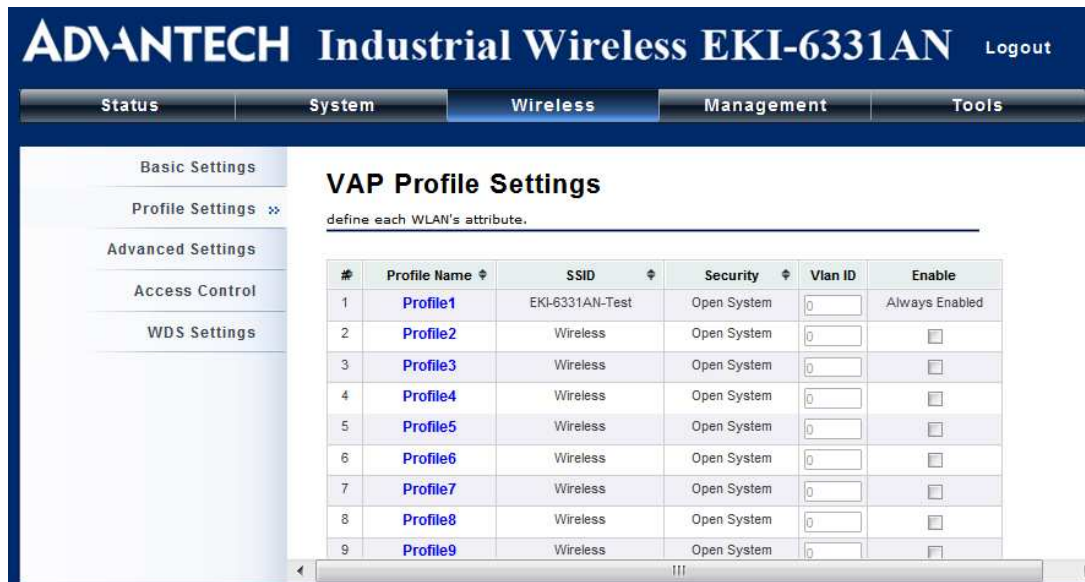 ADVANTECH Industrial Wireless EKI-6331AN Logout
Status System Wireless Management Tools
Basic Settings
Profile Settings »
Advanced Settings
Access Control
WDS Settings
VAP Profile Settings
define each WLAN's attribute.
# Profile Name SSID Security Vlan ID Enable
1 Profile1 EKI-6331AN-Test Open System 0 Always Enabled
2 Profile2 Wireless Open System 0
3 Profile3 Wireless Open System 0
4 Profile4 Wireless Open System 0
5 Profile5 Wireless Open System 0
6 Profile6 Wireless Open System 0
7 Profile7 Wireless Open System 0
8 Profile8 Wireless Open System 0
9 Profile9 Wireless Open System 0